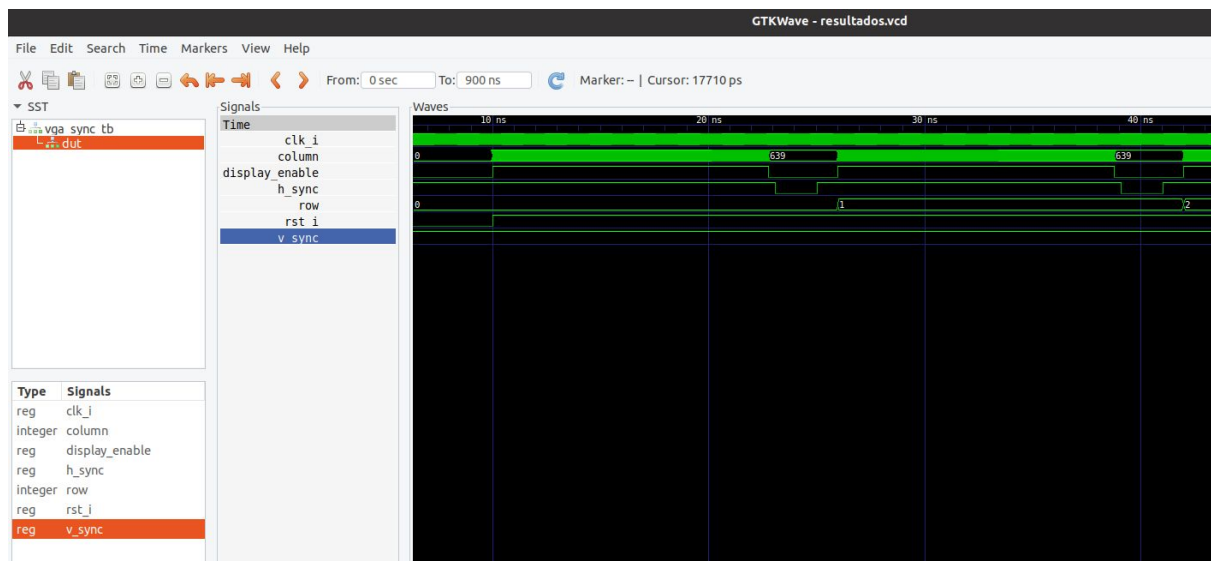 GTKWave - resultados.vcd
File Edit Search Time Markers View Help
From: 0 sec To: 900 ns Marker: -- | Cursor: 17710 ps
SST
vga_sync_tb
dut
Type Signals
reg clk_i
integer column
reg display_enable
reg h_sync
integer row
reg rst_i
reg v_sync
Signals
Time
clk_i
column
display_enable
h_sync
row
rst_i
v_sync
Waves
10 ns 20 ns 30 ns 40 ns
0 639 639
0 1 2